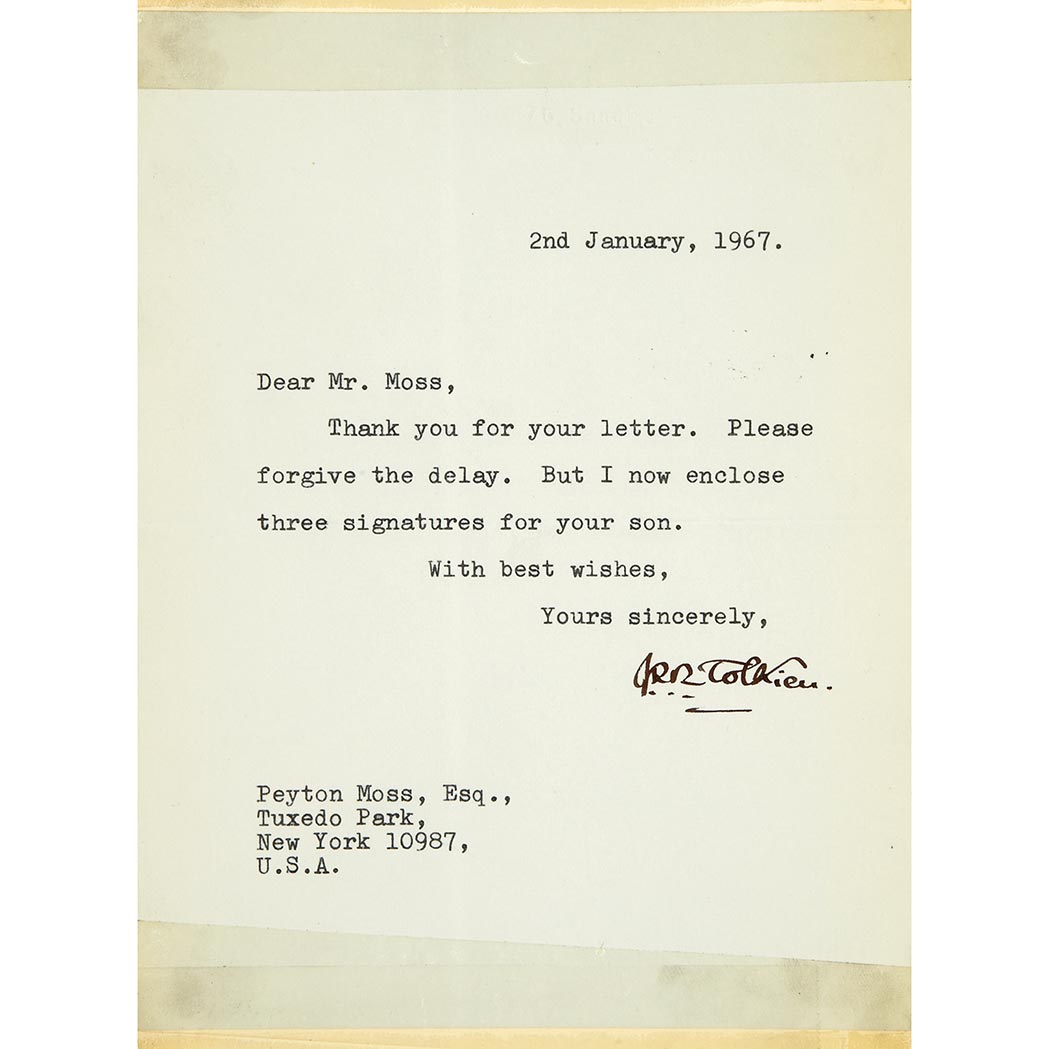 2nd January, 1967.
Dear Mr. Moss,
Thank you for your letter. Please
forgive the delay. But I now enclose
three signatures for your son.
With best wishes,
Yours sincerely,
JRR Tolkien.
Peyton Moss, Esq.,
Tuxedo Park,
New York 10987,
U.S.A.